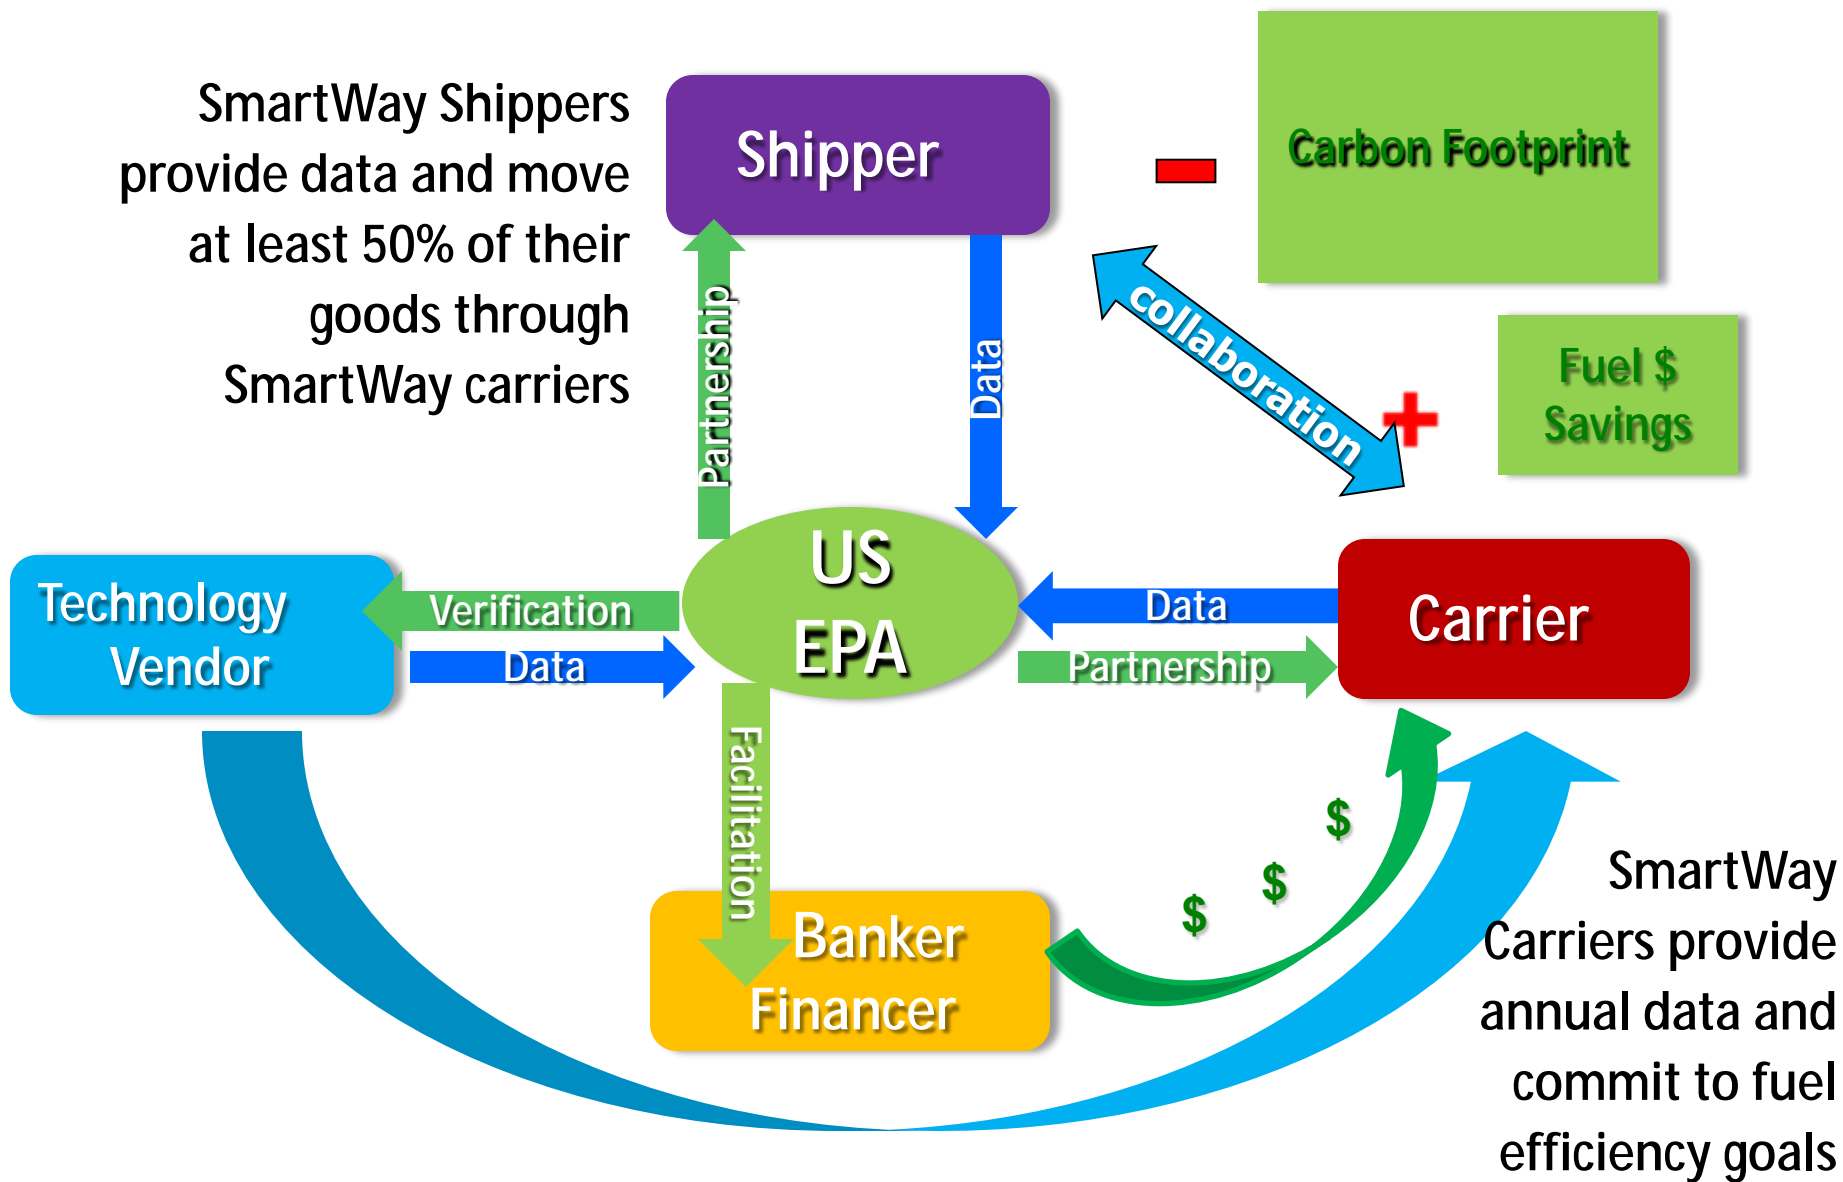 SmartWay Shippers
provide data and move
at least 50% of their
goods through
SmartWay carriers
Shipper
Carbon Footprint
Fuel $
Savings
collaboration
Partnership
Data
US
EPA
Technology
Vendor
Verification
Data
Data
Partnership
Carrier
Facilitation
Banker
Financer
$
$
$
SmartWay
Carriers provide
annual data and
commit to fuel
efficiency goals